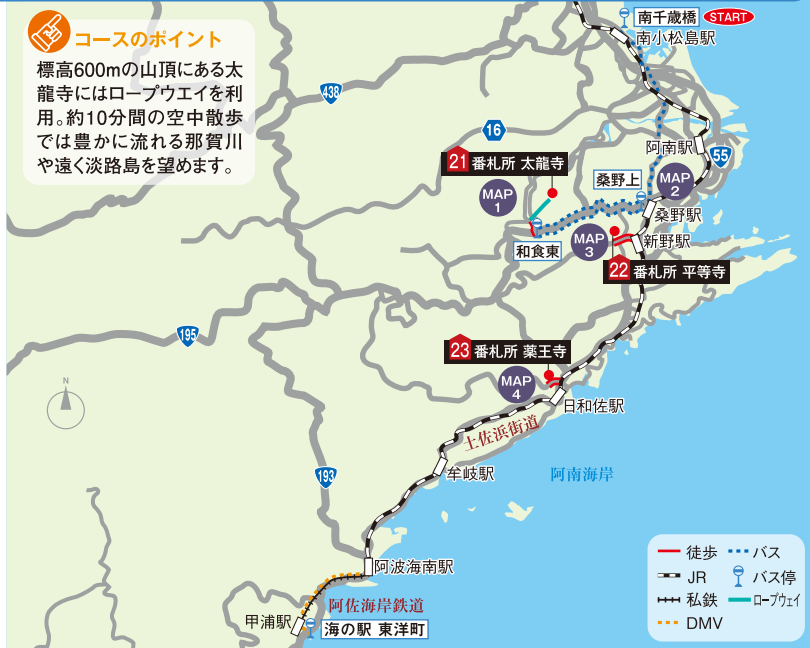 コースのポイント
標高600mの山頂にある太
龍寺にはロープウエイを利
用。約10分間の空中散歩
では豊かに流れる那賀川
や遠く淡路島を望めます。
南千歳橋 START
南小松島駅
438
16
阿南駅
55
21 番札所 太龍寺
桑野上
MAP
2
MAP
1
桑野駅
和食東
MAP
3
新野駅
22 番札所 平等寺
195
23 番札所 薬王寺
MAP
4
N
日和佐駅
土佐浜街道
牟岐駅
阿南海岸
193
阿波海南駅
阿佐海岸鉄道
甲浦駅
海の駅 東洋町
徒歩
バス
JR
バス停
私鉄
ロープウェイ
DMV